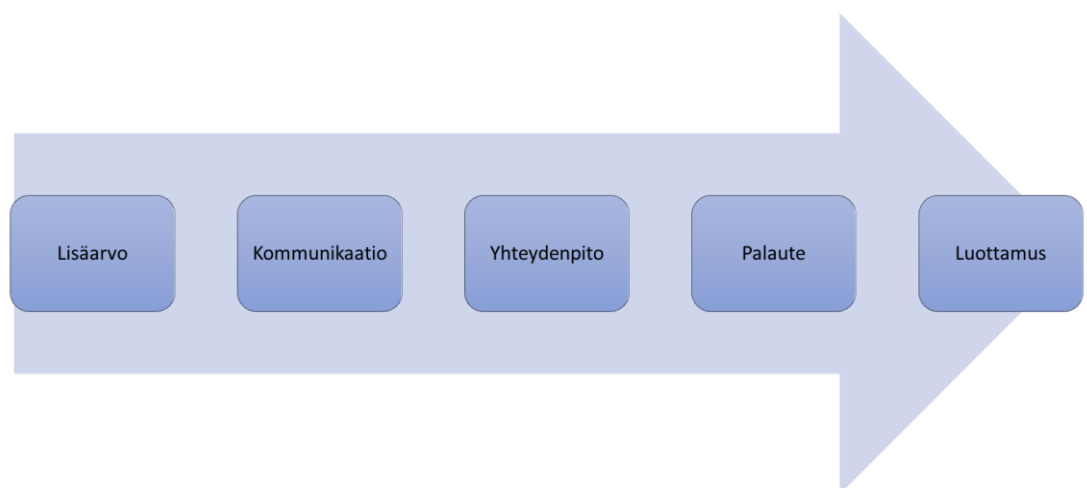 Lisäarvo
Kommunikaatio
Yhteydenpito
Palaute
Luottamus